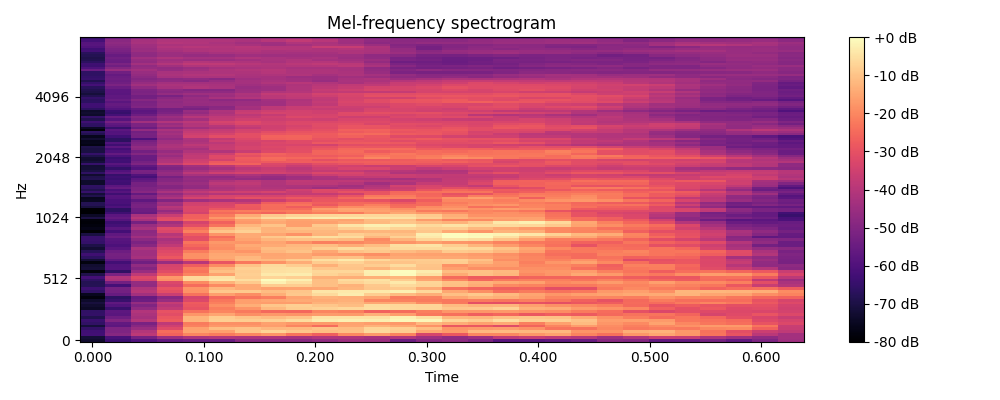 Mel-frequency spectrogram
Hz
4096
2048
1024
512
0
0.000 0.100 0.200 0.300 0.400 0.500 0.600
Time
+0 dB
-10 dB
-20 dB
-30 dB
-40 dB
-50 dB
-60 dB
-70 dB
-80 dB